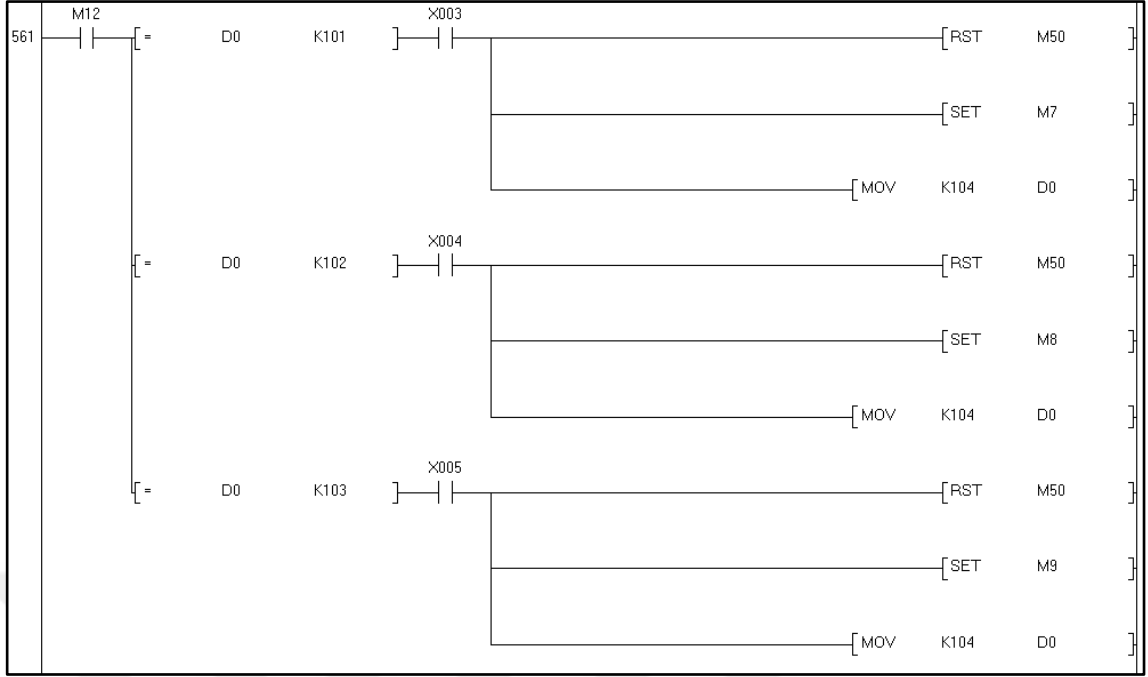 M12 X003
561 [= D0 K101 ] [RST M50 ]
[SET M7 ]
[MOV K104 D0 ]
X004
[= D0 K102 ] [RST M50 ]
[SET M8 ]
[MOV K104 D0 ]
X005
[= D0 K103 ] [RST M50 ]
[SET M9 ]
[MOV K104 D0 ]